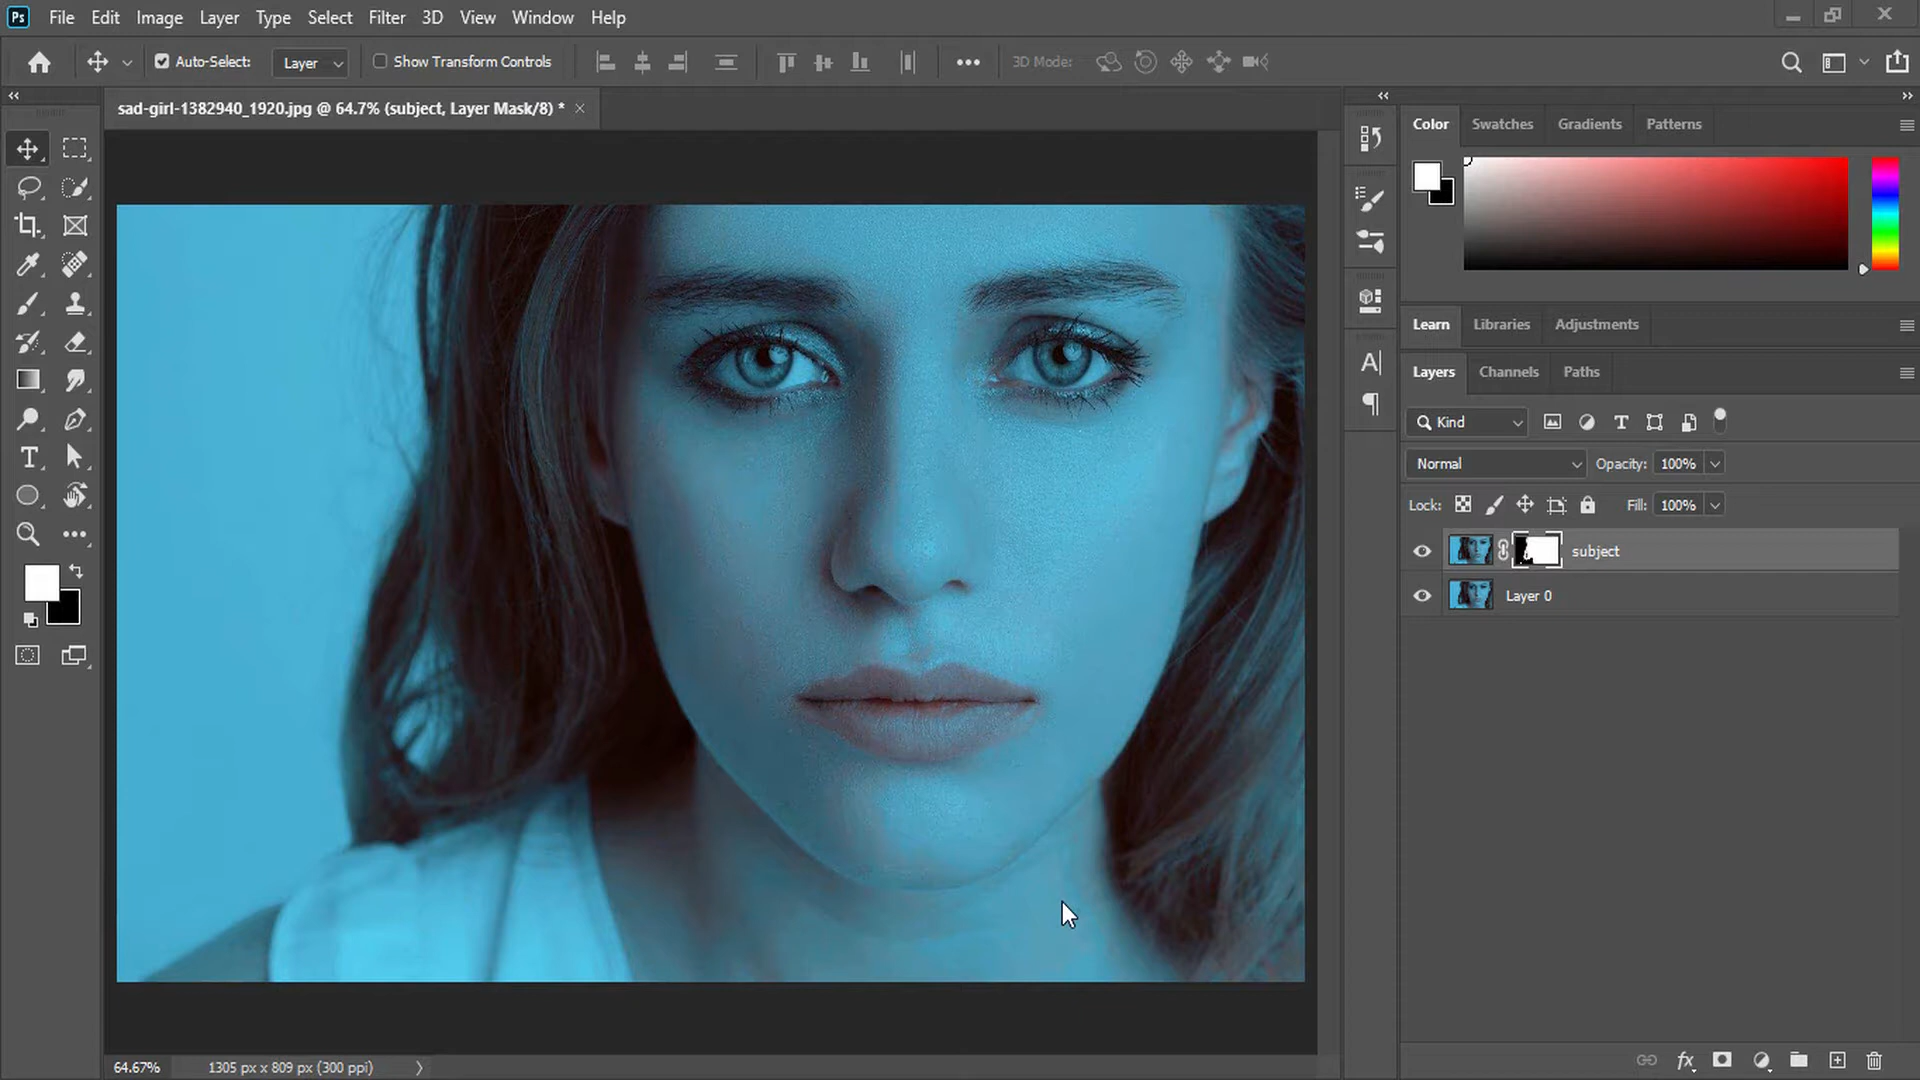 Ps File Edit Image Layer Type Select Filter 3D View Window Help
Auto-Select: Layer Show Transform Controls 3D Mode:
sad-girl-1382940_1920.jpg @ 64.7% (subject, Layer Mask/8) * ×
Color Swatches Gradients Patterns
Learn Libraries Adjustments
Layers Channels Paths
Kind
Normal Opacity: 100%
Lock: Fill: 100%
subject
Layer 0
64.67% 1305 px x 809 px (300 ppi)